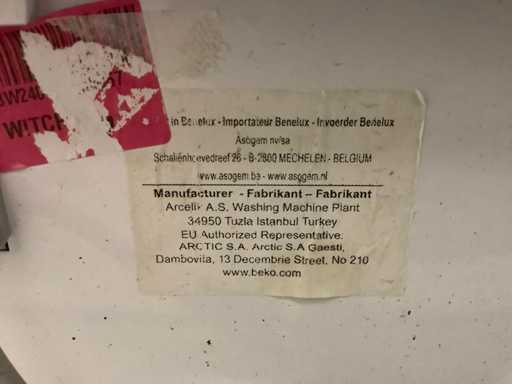 WITCH
in Benelux - Importateur Benelux - Invoerder Benelux
Asogem nv/sa
Schaliënhoevedreef 26 - B-2800 MECHELEN - BELGIUM
www.asogem.be - www.asogem.nl
Manufacturer - Fabrikant – Fabrikant
Arcelik A.S. Washing Machine Plant
34950 Tuzla Istanbul Turkey
EU Authorized Representative:
ARCTIC S.A. Arctic S.A Gaesti,
Dambovita, 13 Decembrie Street, No 210
www.beko.com